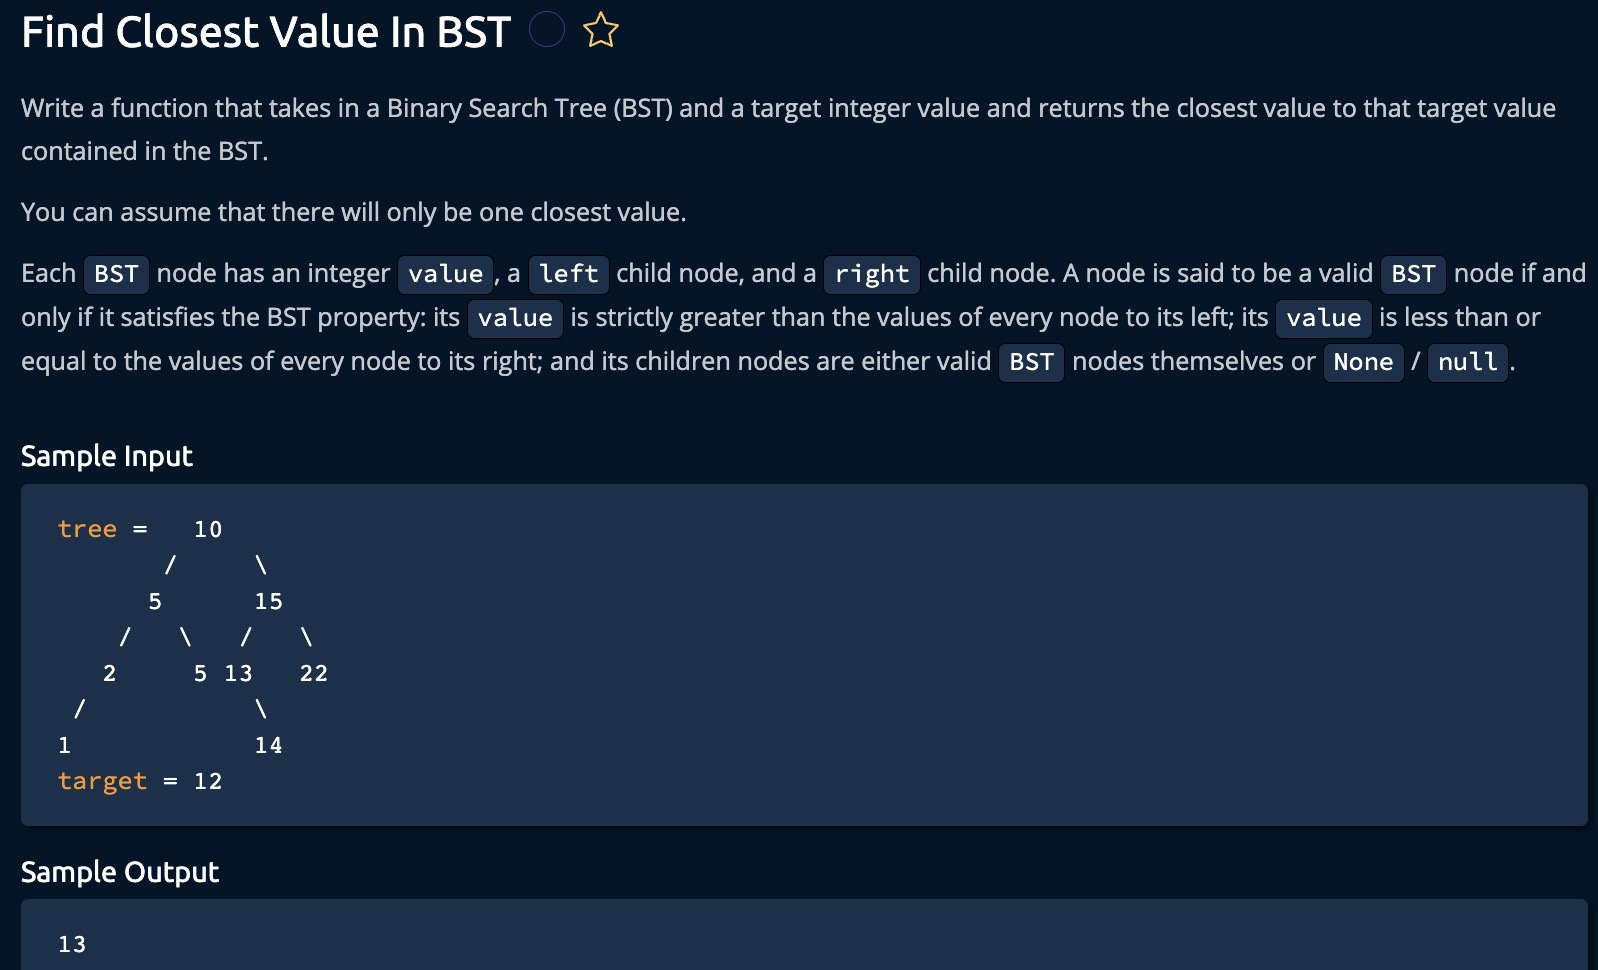 Find Closest Value In BST
Write a function that takes in a Binary Search Tree (BST) and a target integer value and returns the closest value to that target value
contained in the BST.
You can assume that there will only be one closest value.
Each BST node has an integer value, a left child node, and a right child node. A node is said to be a valid BST node if and
only if it satisfies the BST property: its value is strictly greater than the values of every node to its left; its value is less than or
equal to the values of every node to its right; and its children nodes are either valid BST nodes themselves or None / null.
Sample Input
tree =   10
       /     \
      5      15
    /   \   /   \
   2     5 13   22
 /           \
1            14
target = 12
Sample Output
13